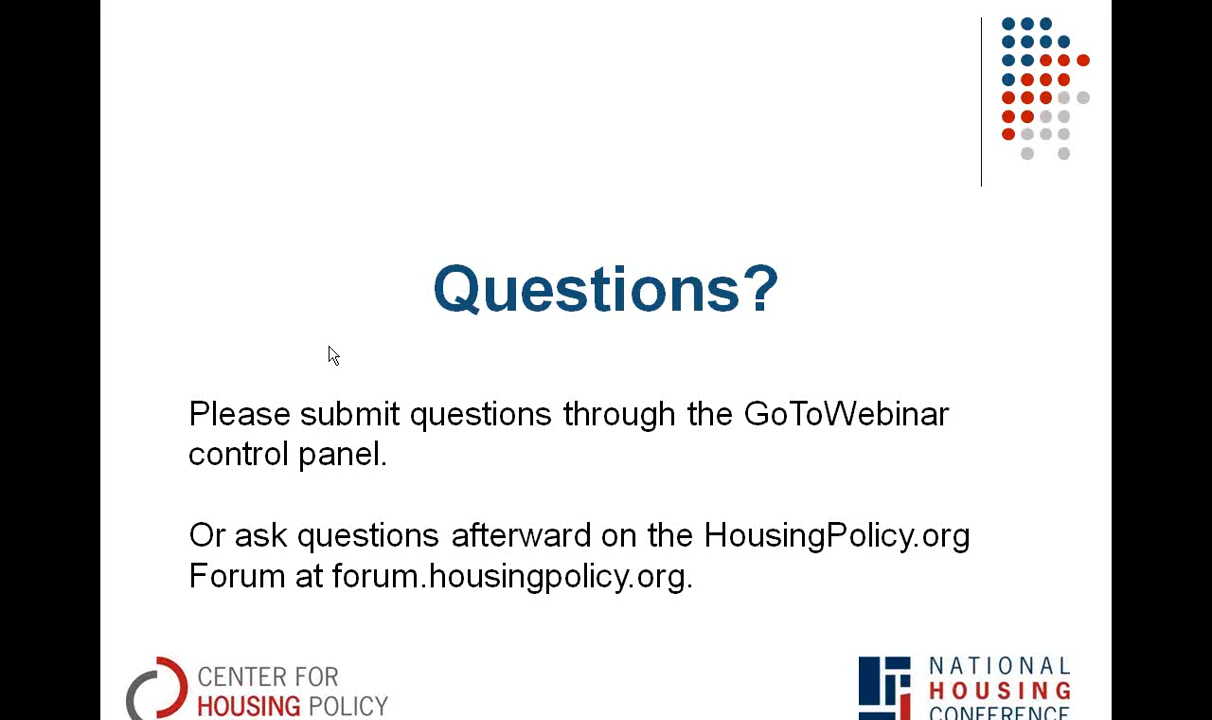 Questions?
Please submit questions through the GoToWebinar
control panel.
Or ask questions afterward on the HousingPolicy.org
Forum at forum.housingpolicy.org.
CENTER FOR
HOUSING POLICY
NATIONAL
HOUSING
CONFERENCE